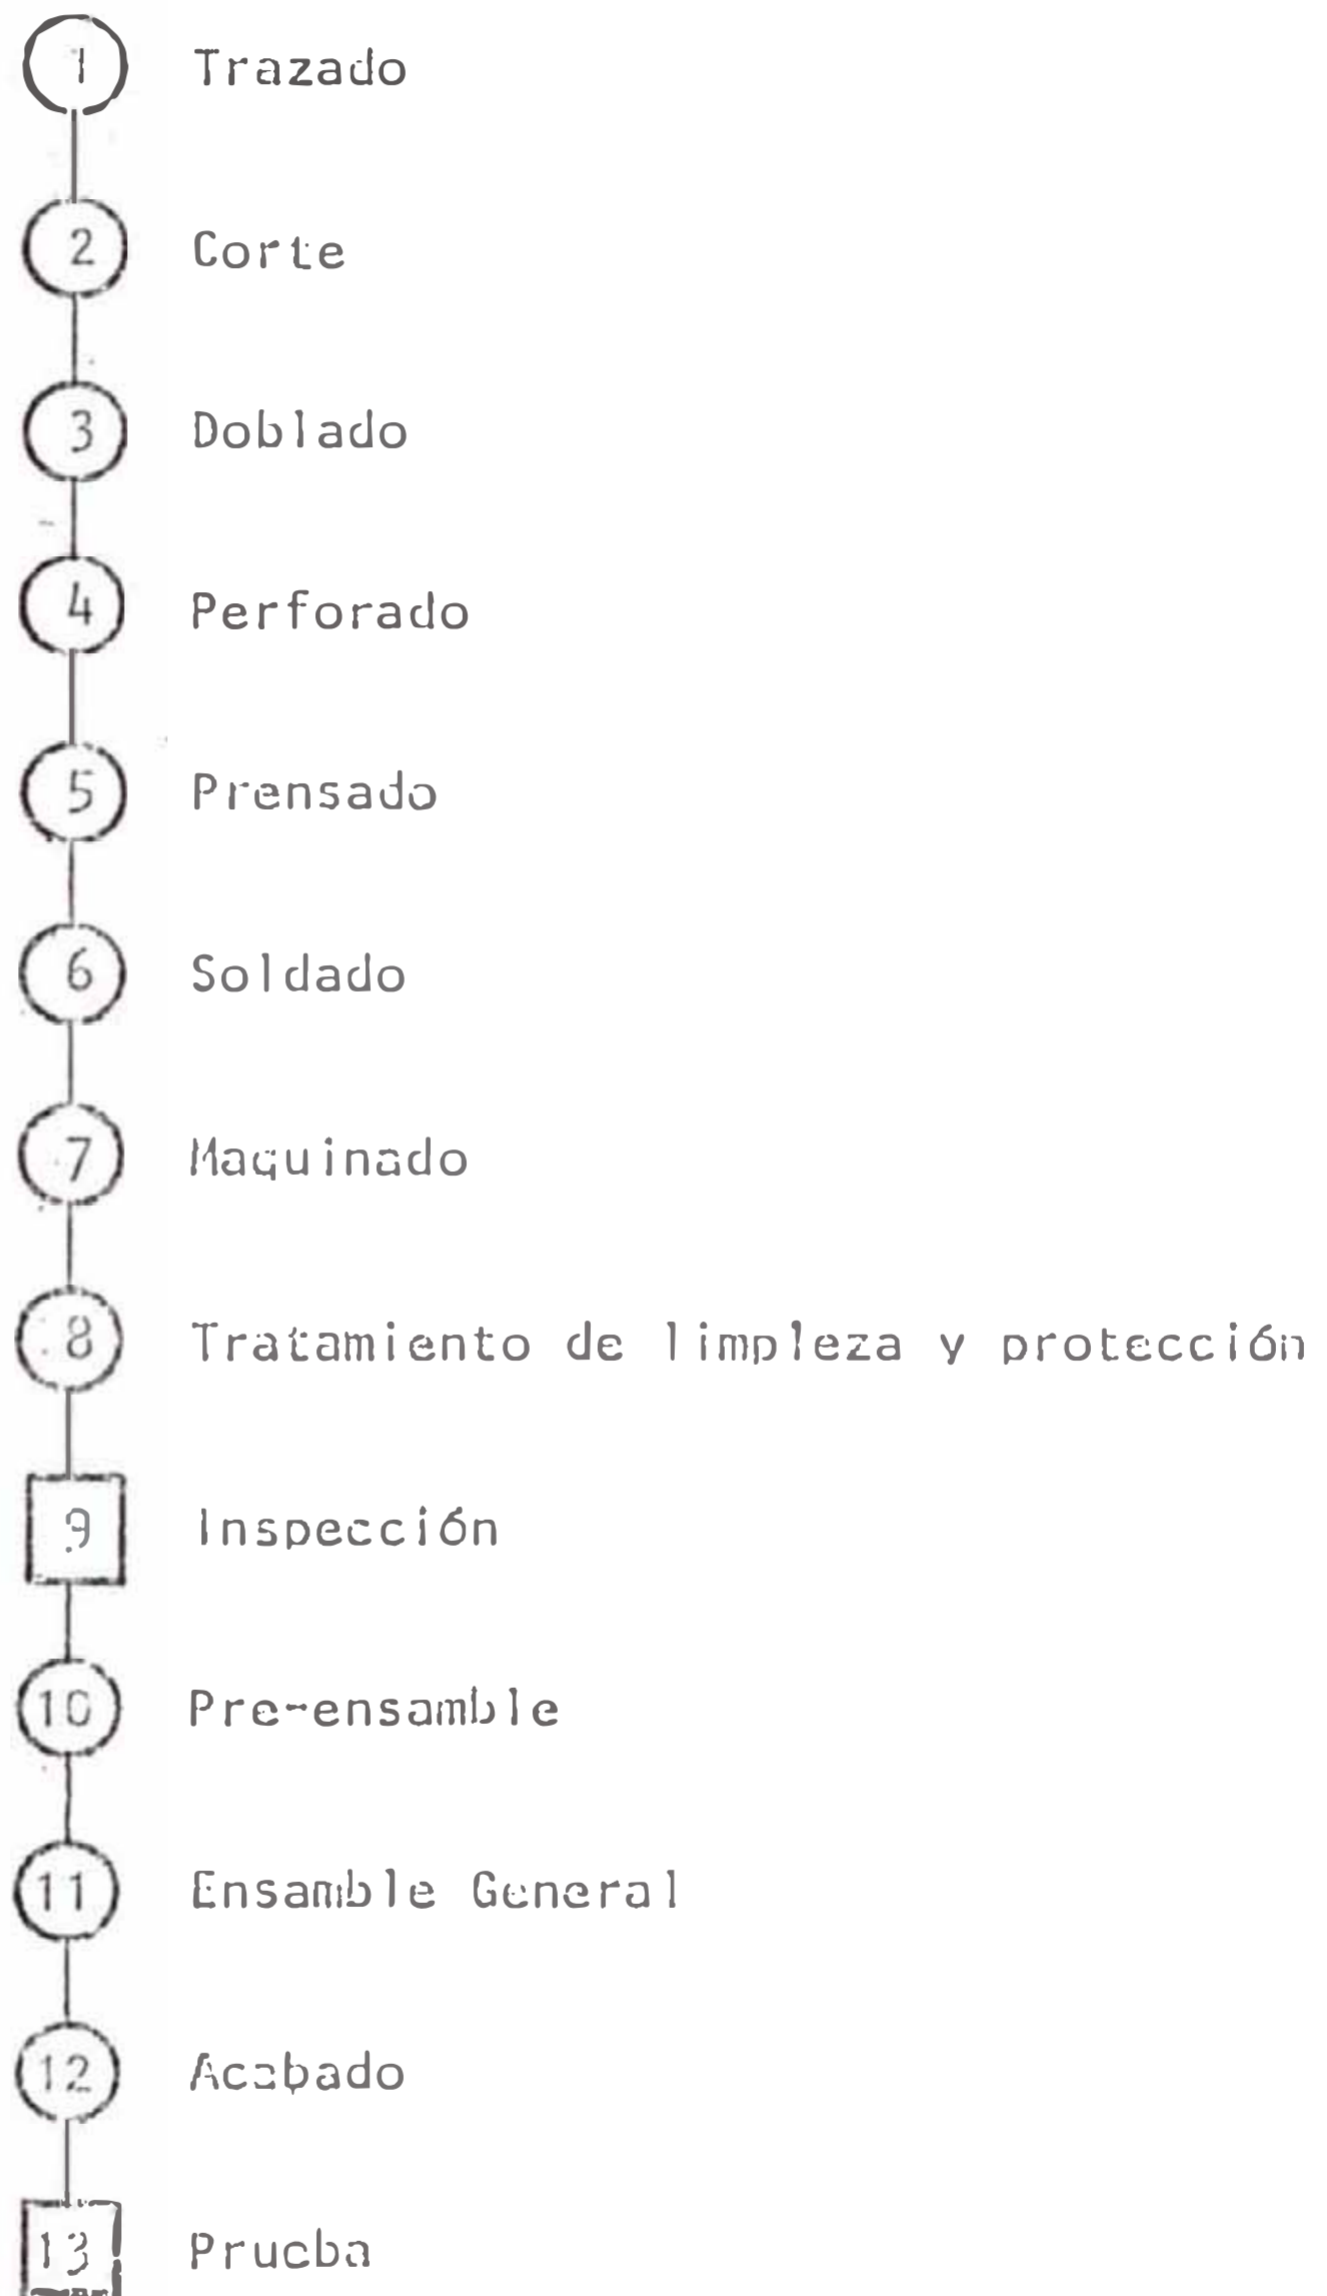 1 Trazado
2 Corte
3 Doblado
4 Perforado
5 Prensado
6 Soldado
7 Maquinado
8 Tratamiento de limpieza y protección
9 Inspección
10 Pre-ensamble
11 Ensamble General
12 Acabado
13 Prueba